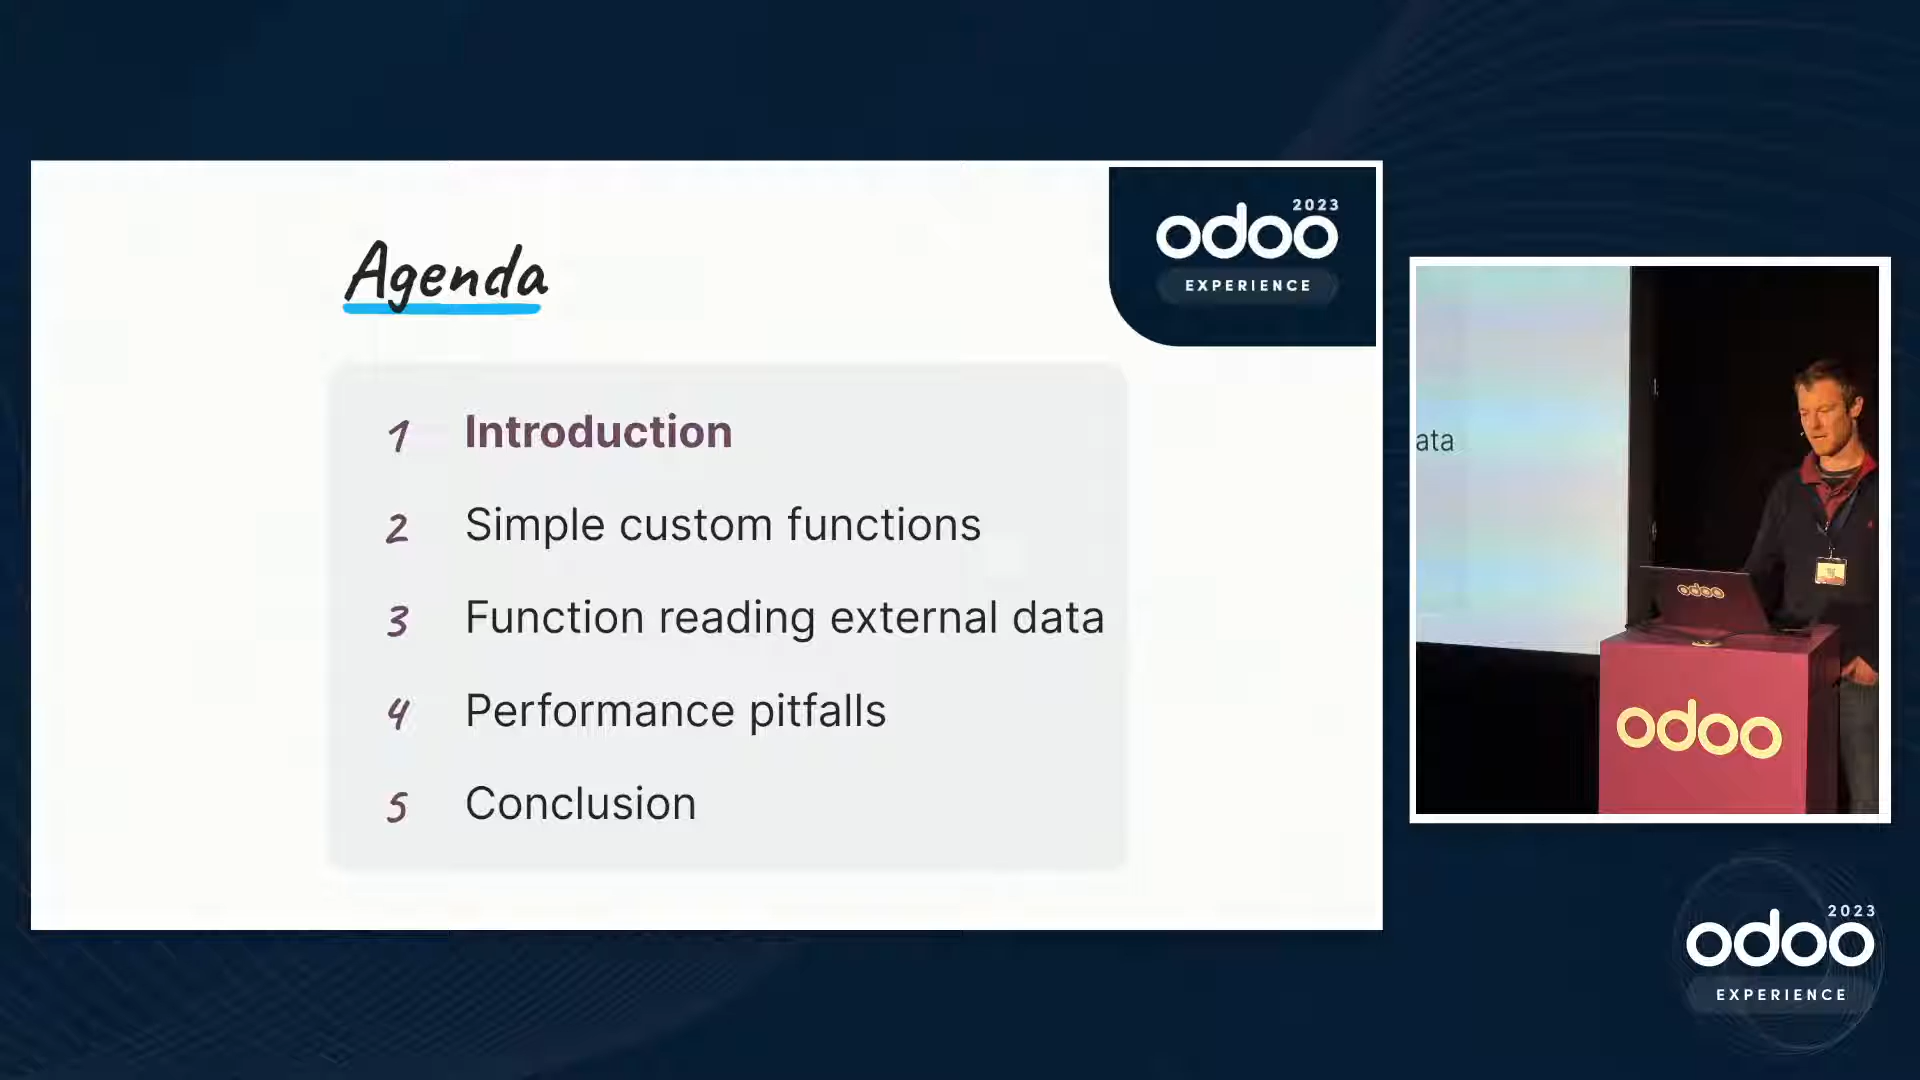 Agenda
2023
odoo
EXPERIENCE
1 Introduction
2 Simple custom functions
3 Function reading external data
4 Performance pitfalls
5 Conclusion
ata
odoo
odoo
2023
odoo
EXPERIENCE